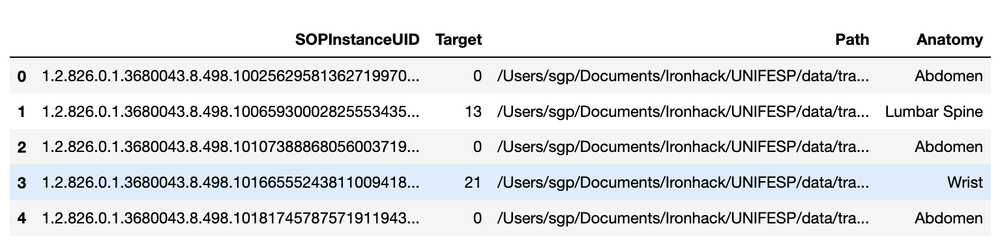 SOPInstanceUID Target Path Anatomy
0 1.2.826.0.1.3680043.8.498.10025629581362719970... 0 /Users/sgp/Documents/Ironhack/UNIFESP/data/tra... Abdomen
1 1.2.826.0.1.3680043.8.498.10065930002825553435... 13 /Users/sgp/Documents/Ironhack/UNIFESP/data/tra... Lumbar Spine
2 1.2.826.0.1.3680043.8.498.10107388868056003719... 0 /Users/sgp/Documents/Ironhack/UNIFESP/data/tra... Abdomen
3 1.2.826.0.1.3680043.8.498.10166555243811009418... 21 /Users/sgp/Documents/Ironhack/UNIFESP/data/tra... Wrist
4 1.2.826.0.1.3680043.8.498.10181745787571911943... 0 /Users/sgp/Documents/Ironhack/UNIFESP/data/tra... Abdomen